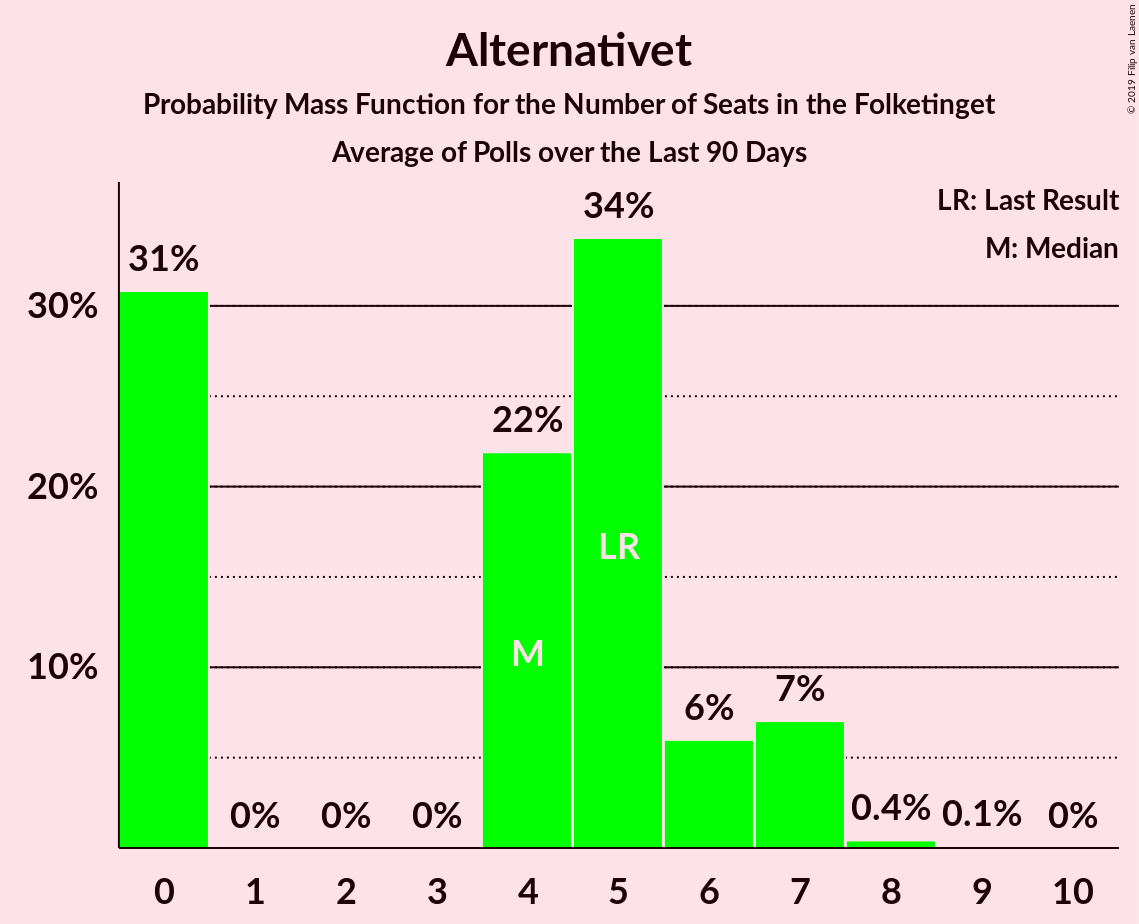 Alternativet
Probability Mass Function for the Number of Seats in the Folketinget
Average of Polls over the Last 90 Days
© 2019 Filip van Laenen
LR: Last Result
M: Median
34%
31%
30%
22%
20%
LR
M
10%
7%
6%
0% 0% 0% 0.4% 0.1% 0%
0 1 2 3 4 5 6 7 8 9 10